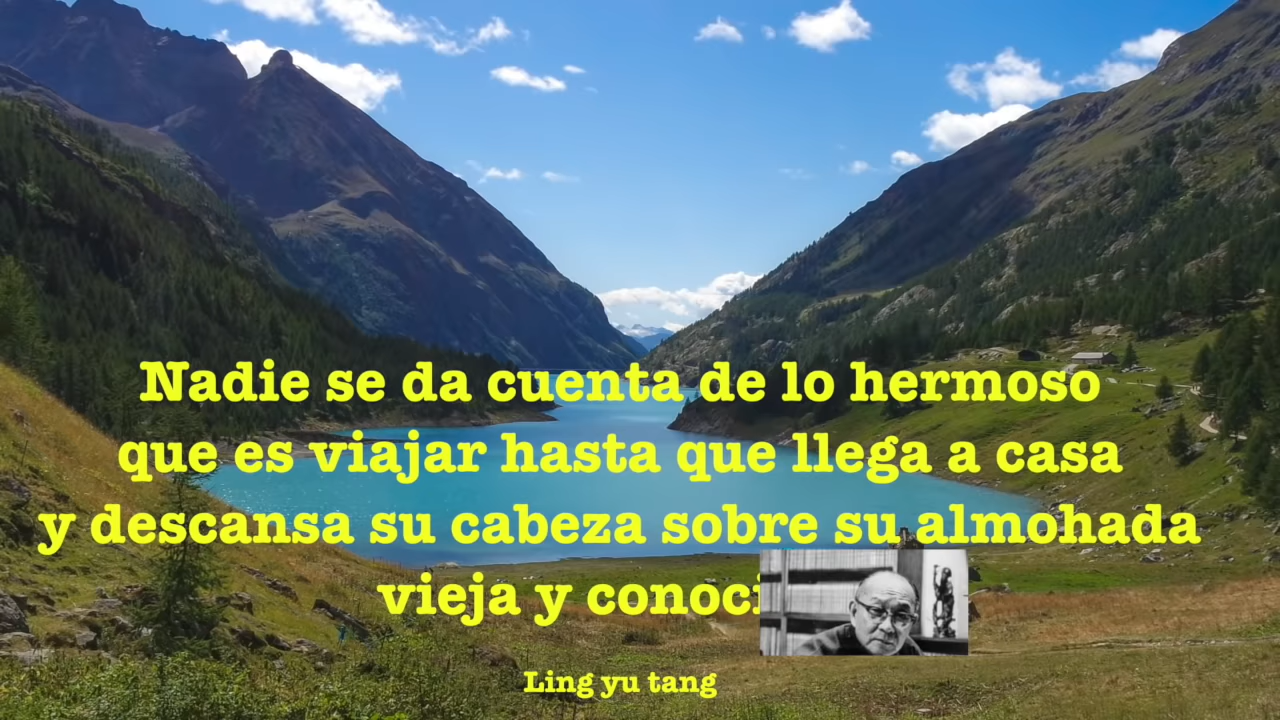 Nadie se da cuenta de lo hermoso
que es viajar hasta que llega a casa
y descansa su cabeza sobre su almohada
vieja y
Ling yu tang